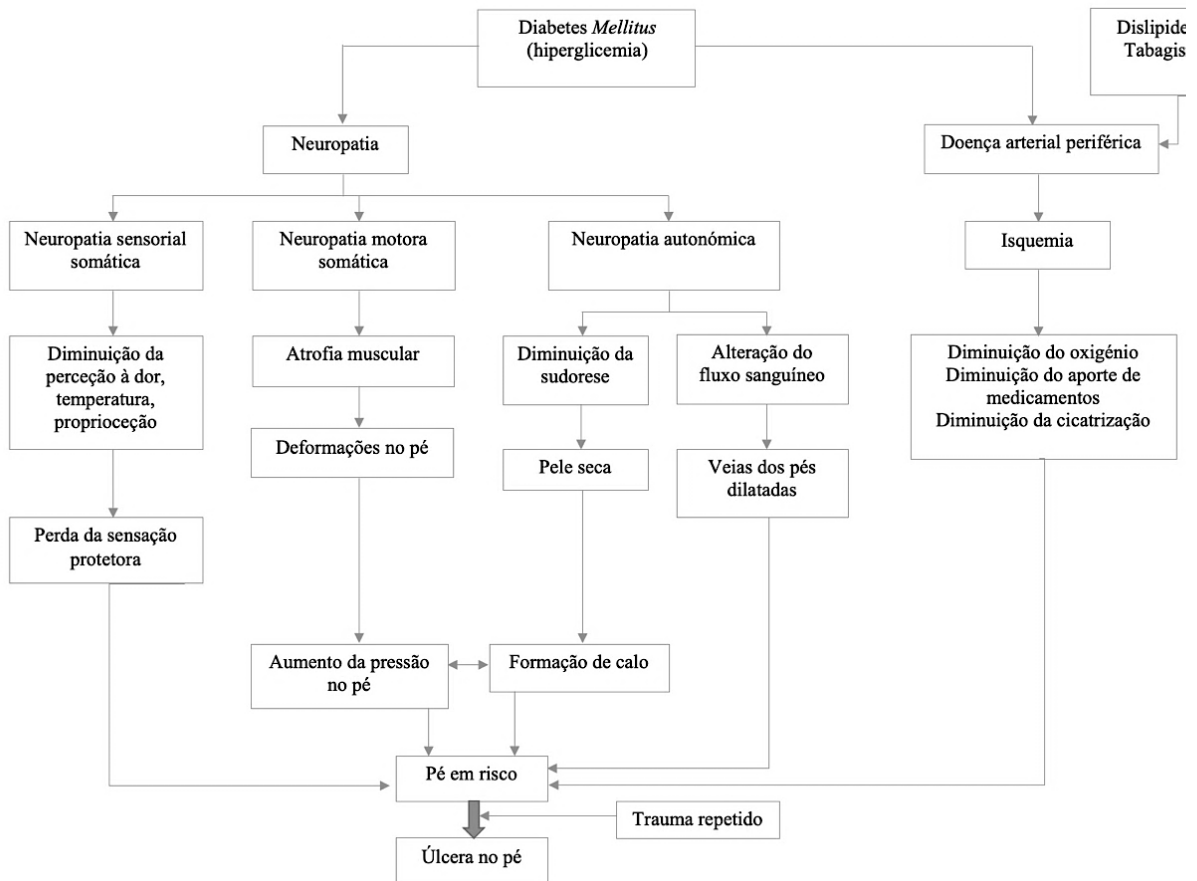 Diabetes Mellitus
(hiperglicemia)
Neuropatia
Doença arterial periférica
Neuropatia sensorial
somática
Neuropatia motora
somática
Neuropatia autonómica
Isquemia
Diminuição da
perceção à dor,
temperatura,
proprioceção
Atrofia muscular
Diminuição da
sudorese
Alteração do
fluxo sanguíneo
Diminuição do oxigénio
Diminuição do aporte de
medicamentos
Diminuição da cicatrização
Deformações no pé
Pele seca
Veias dos pés
dilatadas
Perda da sensação
protetora
Aumento da pressão
no pé
Formação de calo
Pé em risco
Trauma repetido
Úlcera no pé